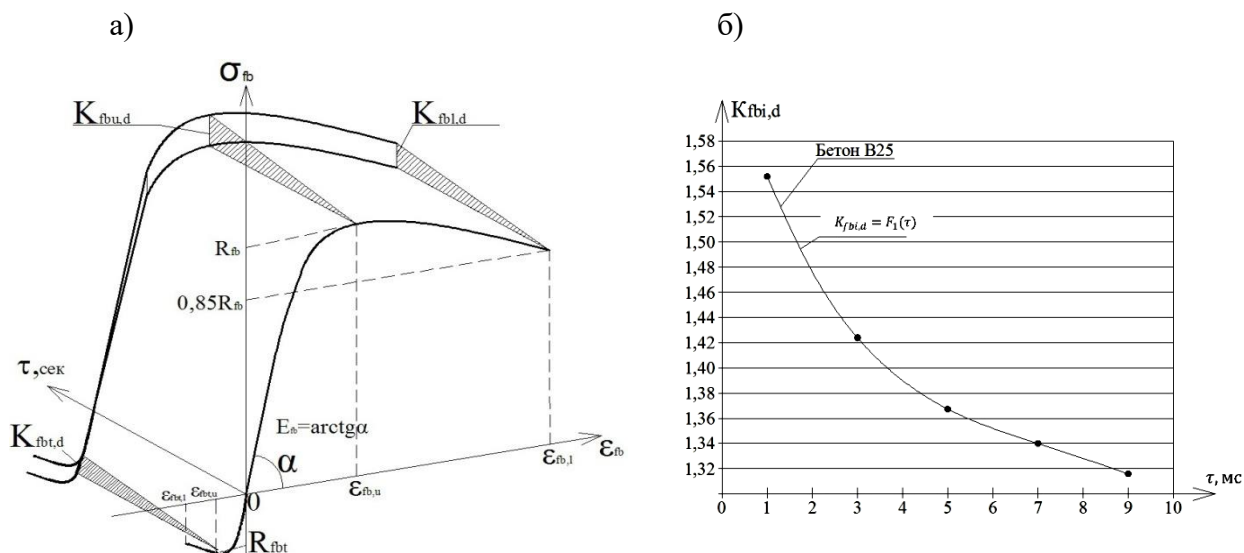 а)
σfb
Kfbu,d
Kfbl,d
Rfb
0,85Rfb
τ,сек
Kfbt,d
Efb=arctgα
α
εfb,l
εfb
εfb,u
εfbt,l
εfbt,u
0
Rfbt
б)
Kfbi,d
1,58
1,56
1,54
1,52
1,50
1,48
1,46
1,44
1,42
1,40
1,38
1,36
1,34
1,32
Бетон В25
Kfbi,d = F1(τ)
0 1 2 3 4 5 6 7 8 9 10
τ, мс